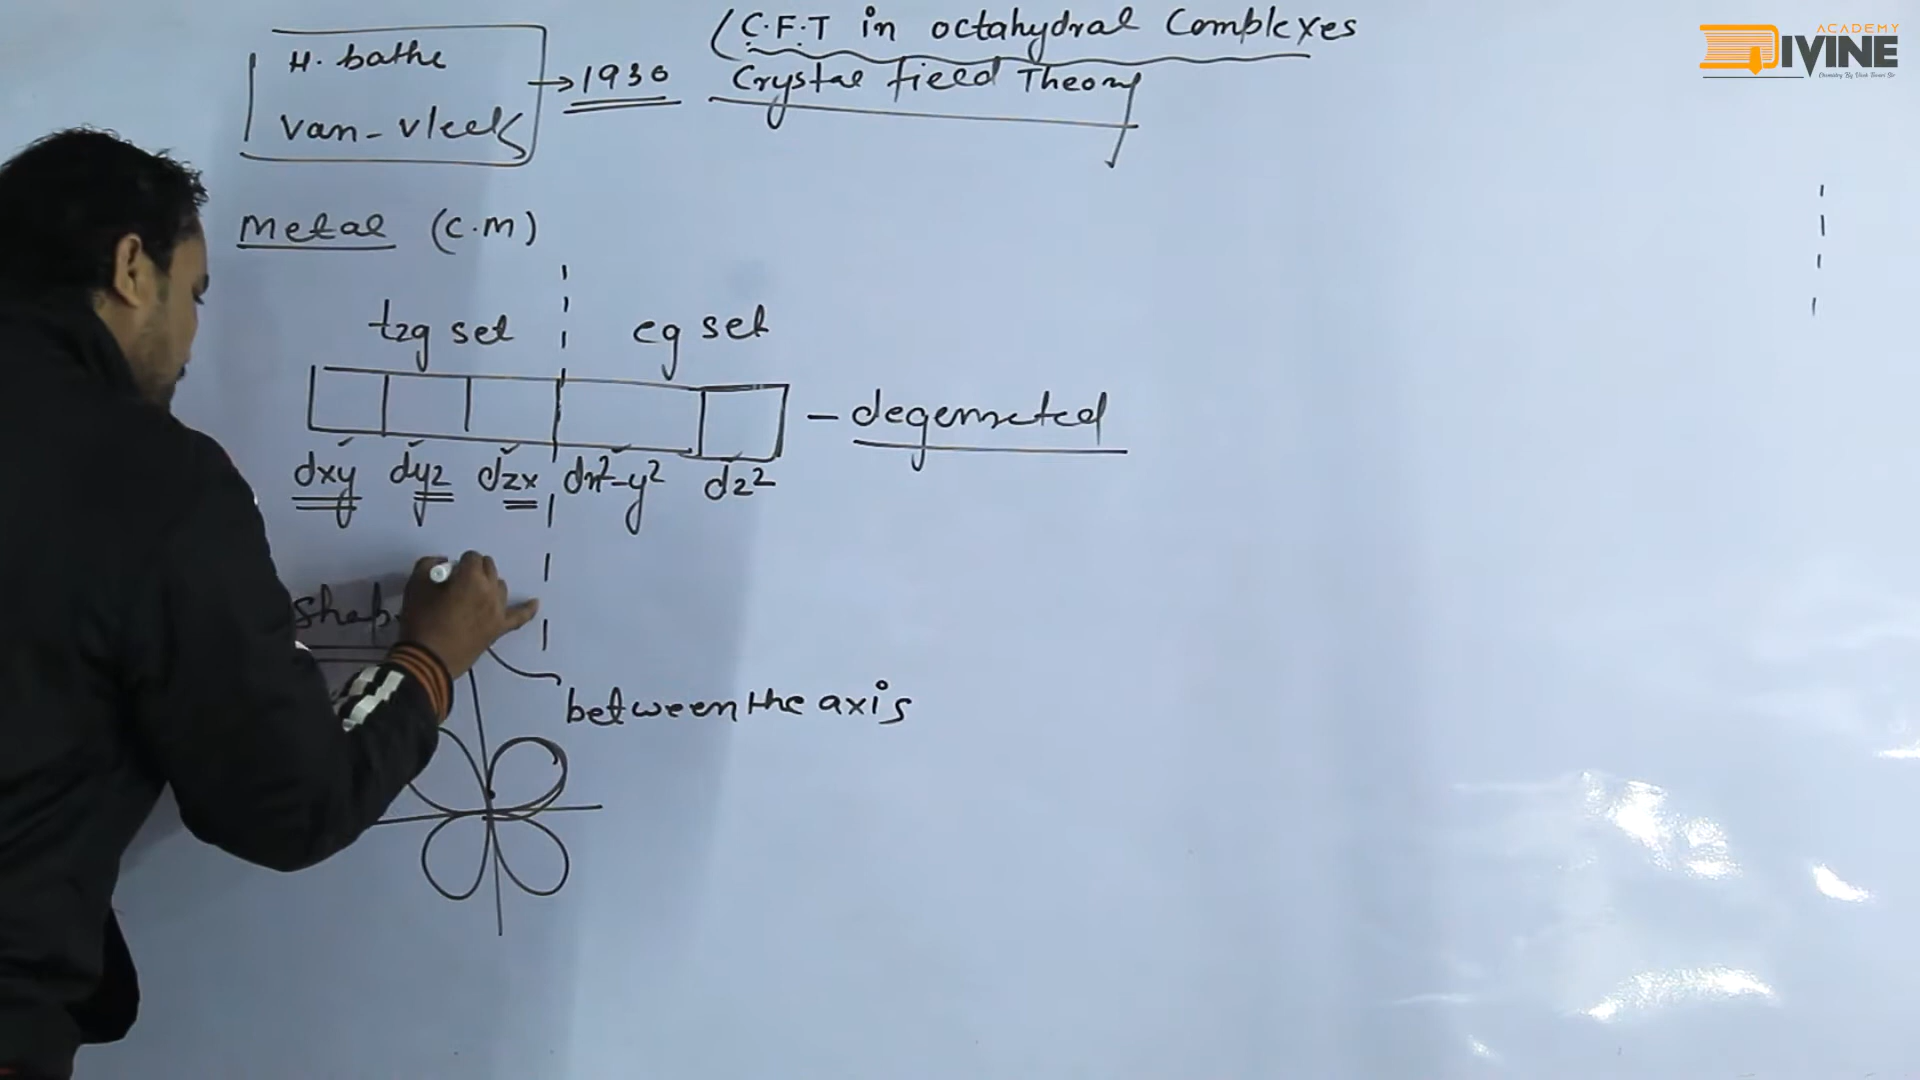 (C.F.T in octahydral Complexes
Crystal field Theory
H. bathe
van-vleck
1930
Metal (C.M)
t2g set
eg set
degenreted
dxy dyz dzx dx²-y² dz²
between the axis
ACADEMY
DIVINE